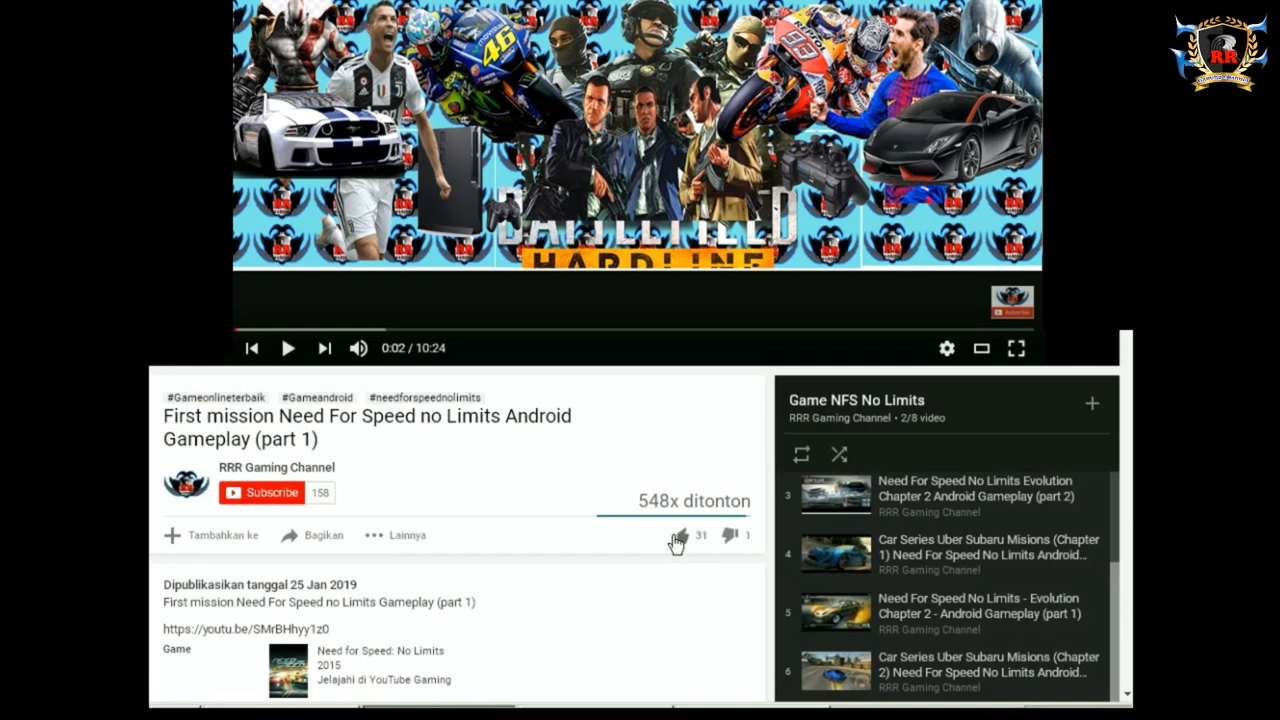 46
93
BATTLEFIELD
HARDLINE
RR
Subscribe
0:02 / 10:24
#Gameonlineterbaik #Gameandroid #needforspeednolimits
First mission Need For Speed no Limits Android
Gameplay (part 1)
RRR Gaming Channel
Subscribe 158
548x ditonton
Tambahkan ke Bagikan Lainnya 31 1
Dipublikasikan tanggal 25 Jan 2019
First mission Need For Speed no Limits Gameplay (part 1)
https://youtu.be/SMrBHhyy1z0
Game
Need for Speed: No Limits
2015
Jelajahi di YouTube Gaming
Game NFS No Limits
RRR Gaming Channel • 2/8 video
3
Need For Speed No Limits Evolution
Chapter 2 Android Gameplay (part 2)
RRR Gaming Channel
4
Car Series Uber Subaru Misions (Chapter
1) Need For Speed No Limits Android...
RRR Gaming Channel
5
Need For Speed No Limits - Evolution
Chapter 2 - Android Gameplay (part 1)
RRR Gaming Channel
6
Car Series Uber Subaru Misions (Chapter
2) Need For Speed No Limits Android...
RRR Gaming Channel